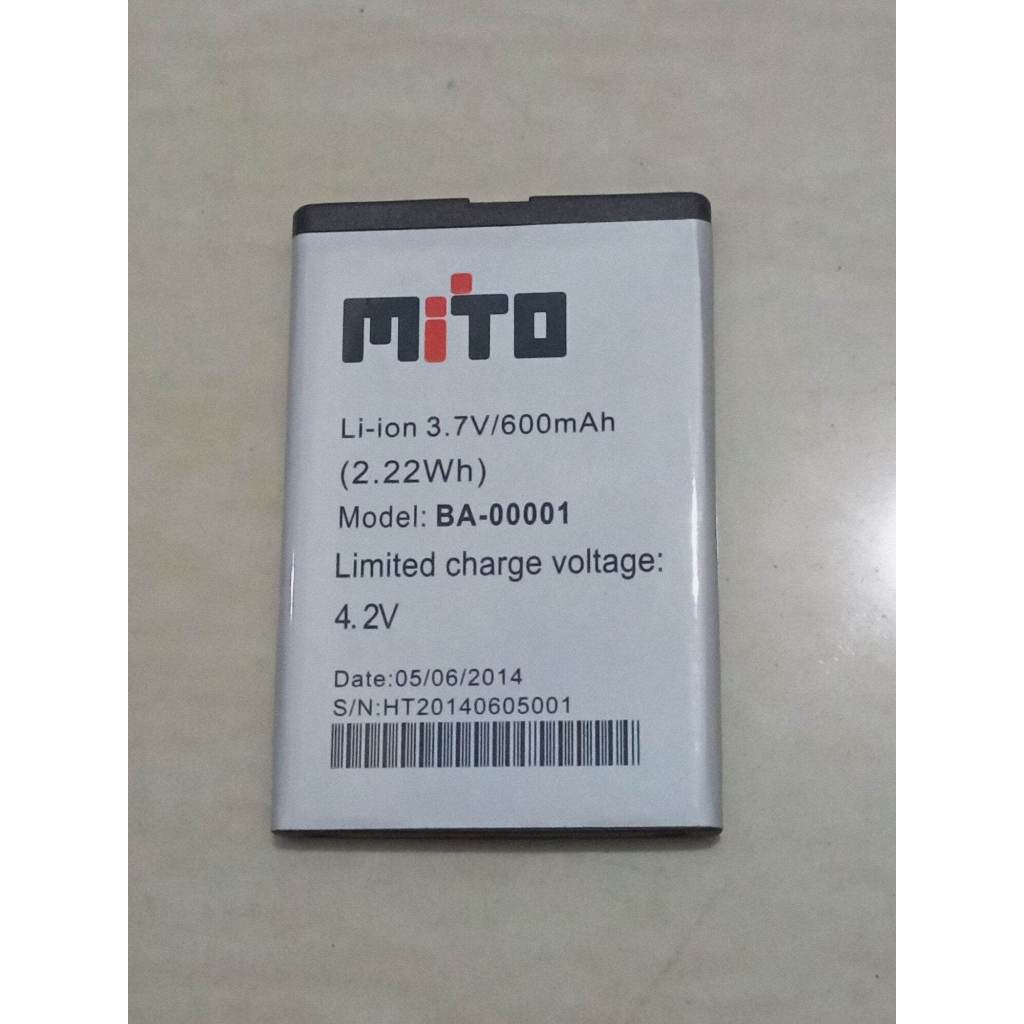 MiTO
Li-ion 3.7V/600mAh
(2.22Wh)
Model: BA-00001
Limited charge voltage:
4.2V
Date:05/06/2014
S/N:HT20140605001